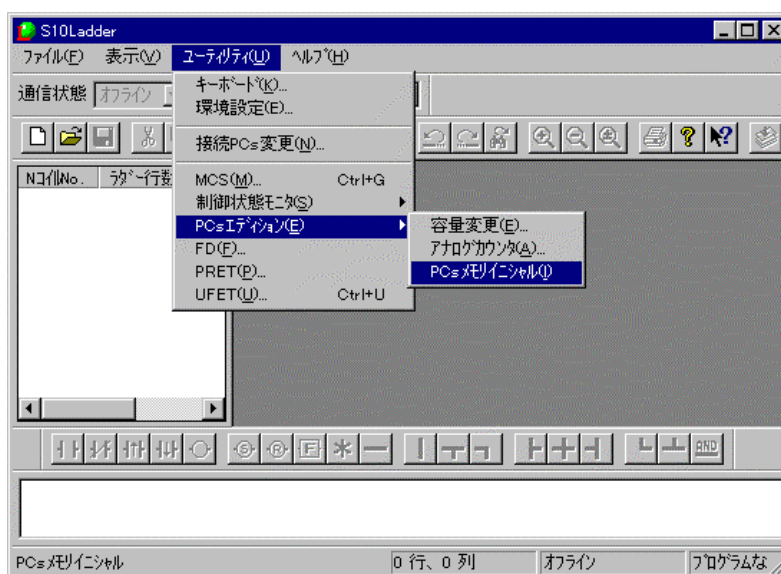 S10Ladder
ﾌｧｲﾙ(F) 表示(V) ﾕｰﾃｨﾘﾃｨ(U) ﾍﾙﾌﾟ(H)
通信状態 ｵﾌﾗｲﾝ
ｷｰﾎﾞｰﾄﾞ(K)...
環境設定(E)...
接続PCs変更(N)...
MCS(M)... Ctrl+G
制御状態ﾓﾆﾀ(S)
PCsｴﾃﾞｨｼｮﾝ(E)
FD(F)...
PRET(P)...
UFET(U)... Ctrl+U
容量変更(E)...
ｱﾅﾛｸﾞｶｳﾝﾀ(A)...
PCsﾒﾓﾘｲﾆｼｬﾙ(I)
NｺｲﾙNo. ﾗﾀﾞｰ行数
S R F AND
PCsﾒﾓﾘｲﾆｼｬﾙ 0 行、0 列 ｵﾌﾗｲﾝ ﾌﾟﾛｸﾞﾗﾑな